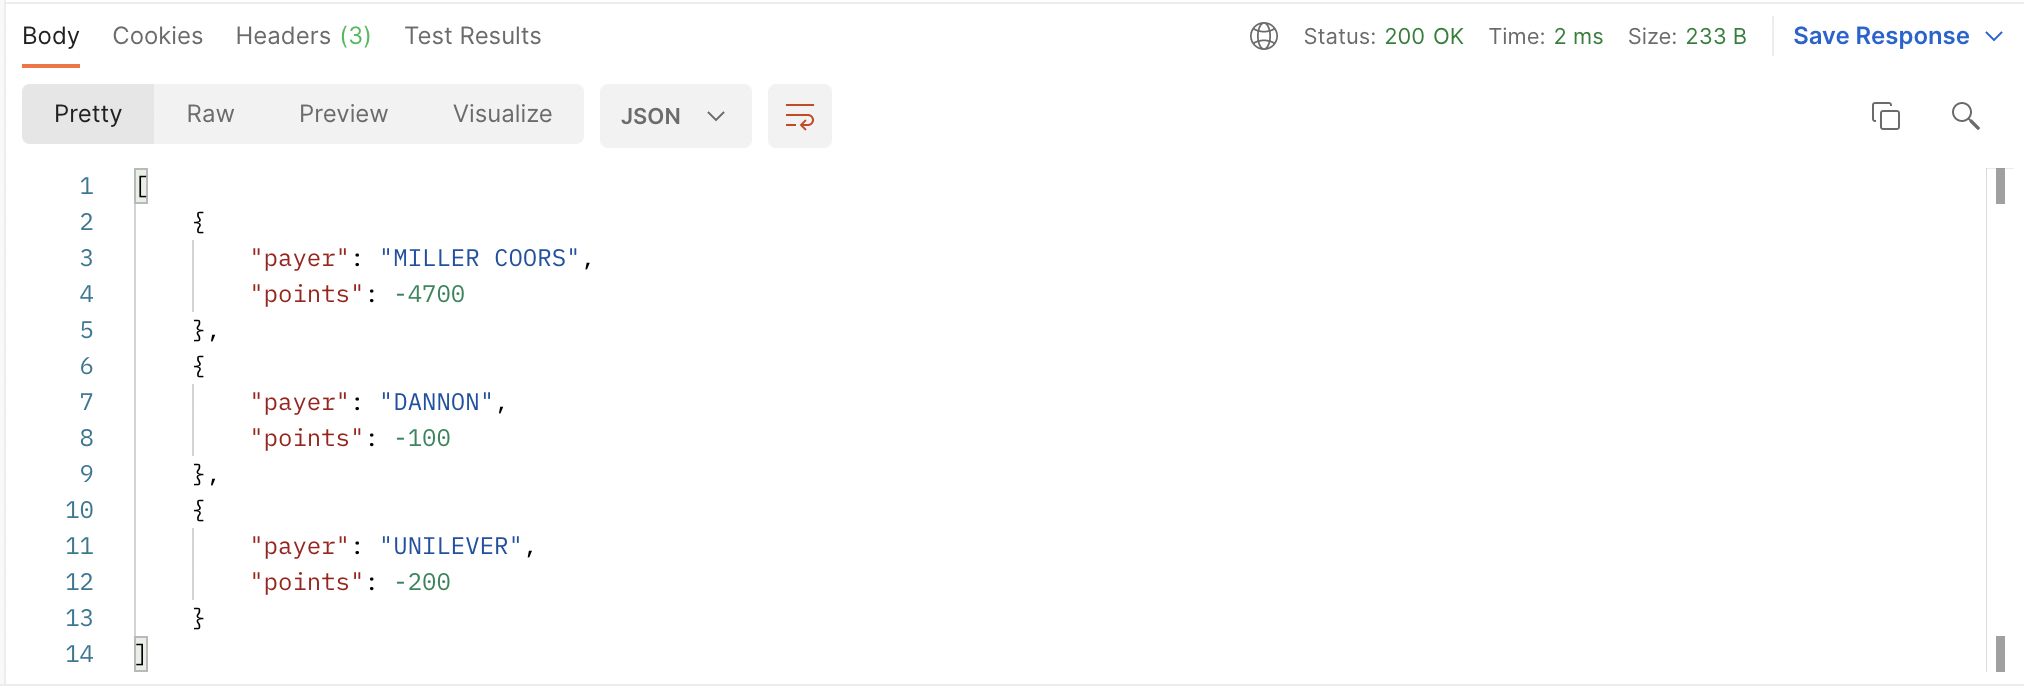 Body Cookies Headers (3) Test Results Status: 200 OK Time: 2 ms Size: 233 B Save Response
Pretty Raw Preview Visualize JSON
1 [
2 {
3 "payer": "MILLER COORS",
4 "points": -4700
5 },
6 {
7 "payer": "DANNON",
8 "points": -100
9 },
10 {
11 "payer": "UNILEVER",
12 "points": -200
13 }
14 ]